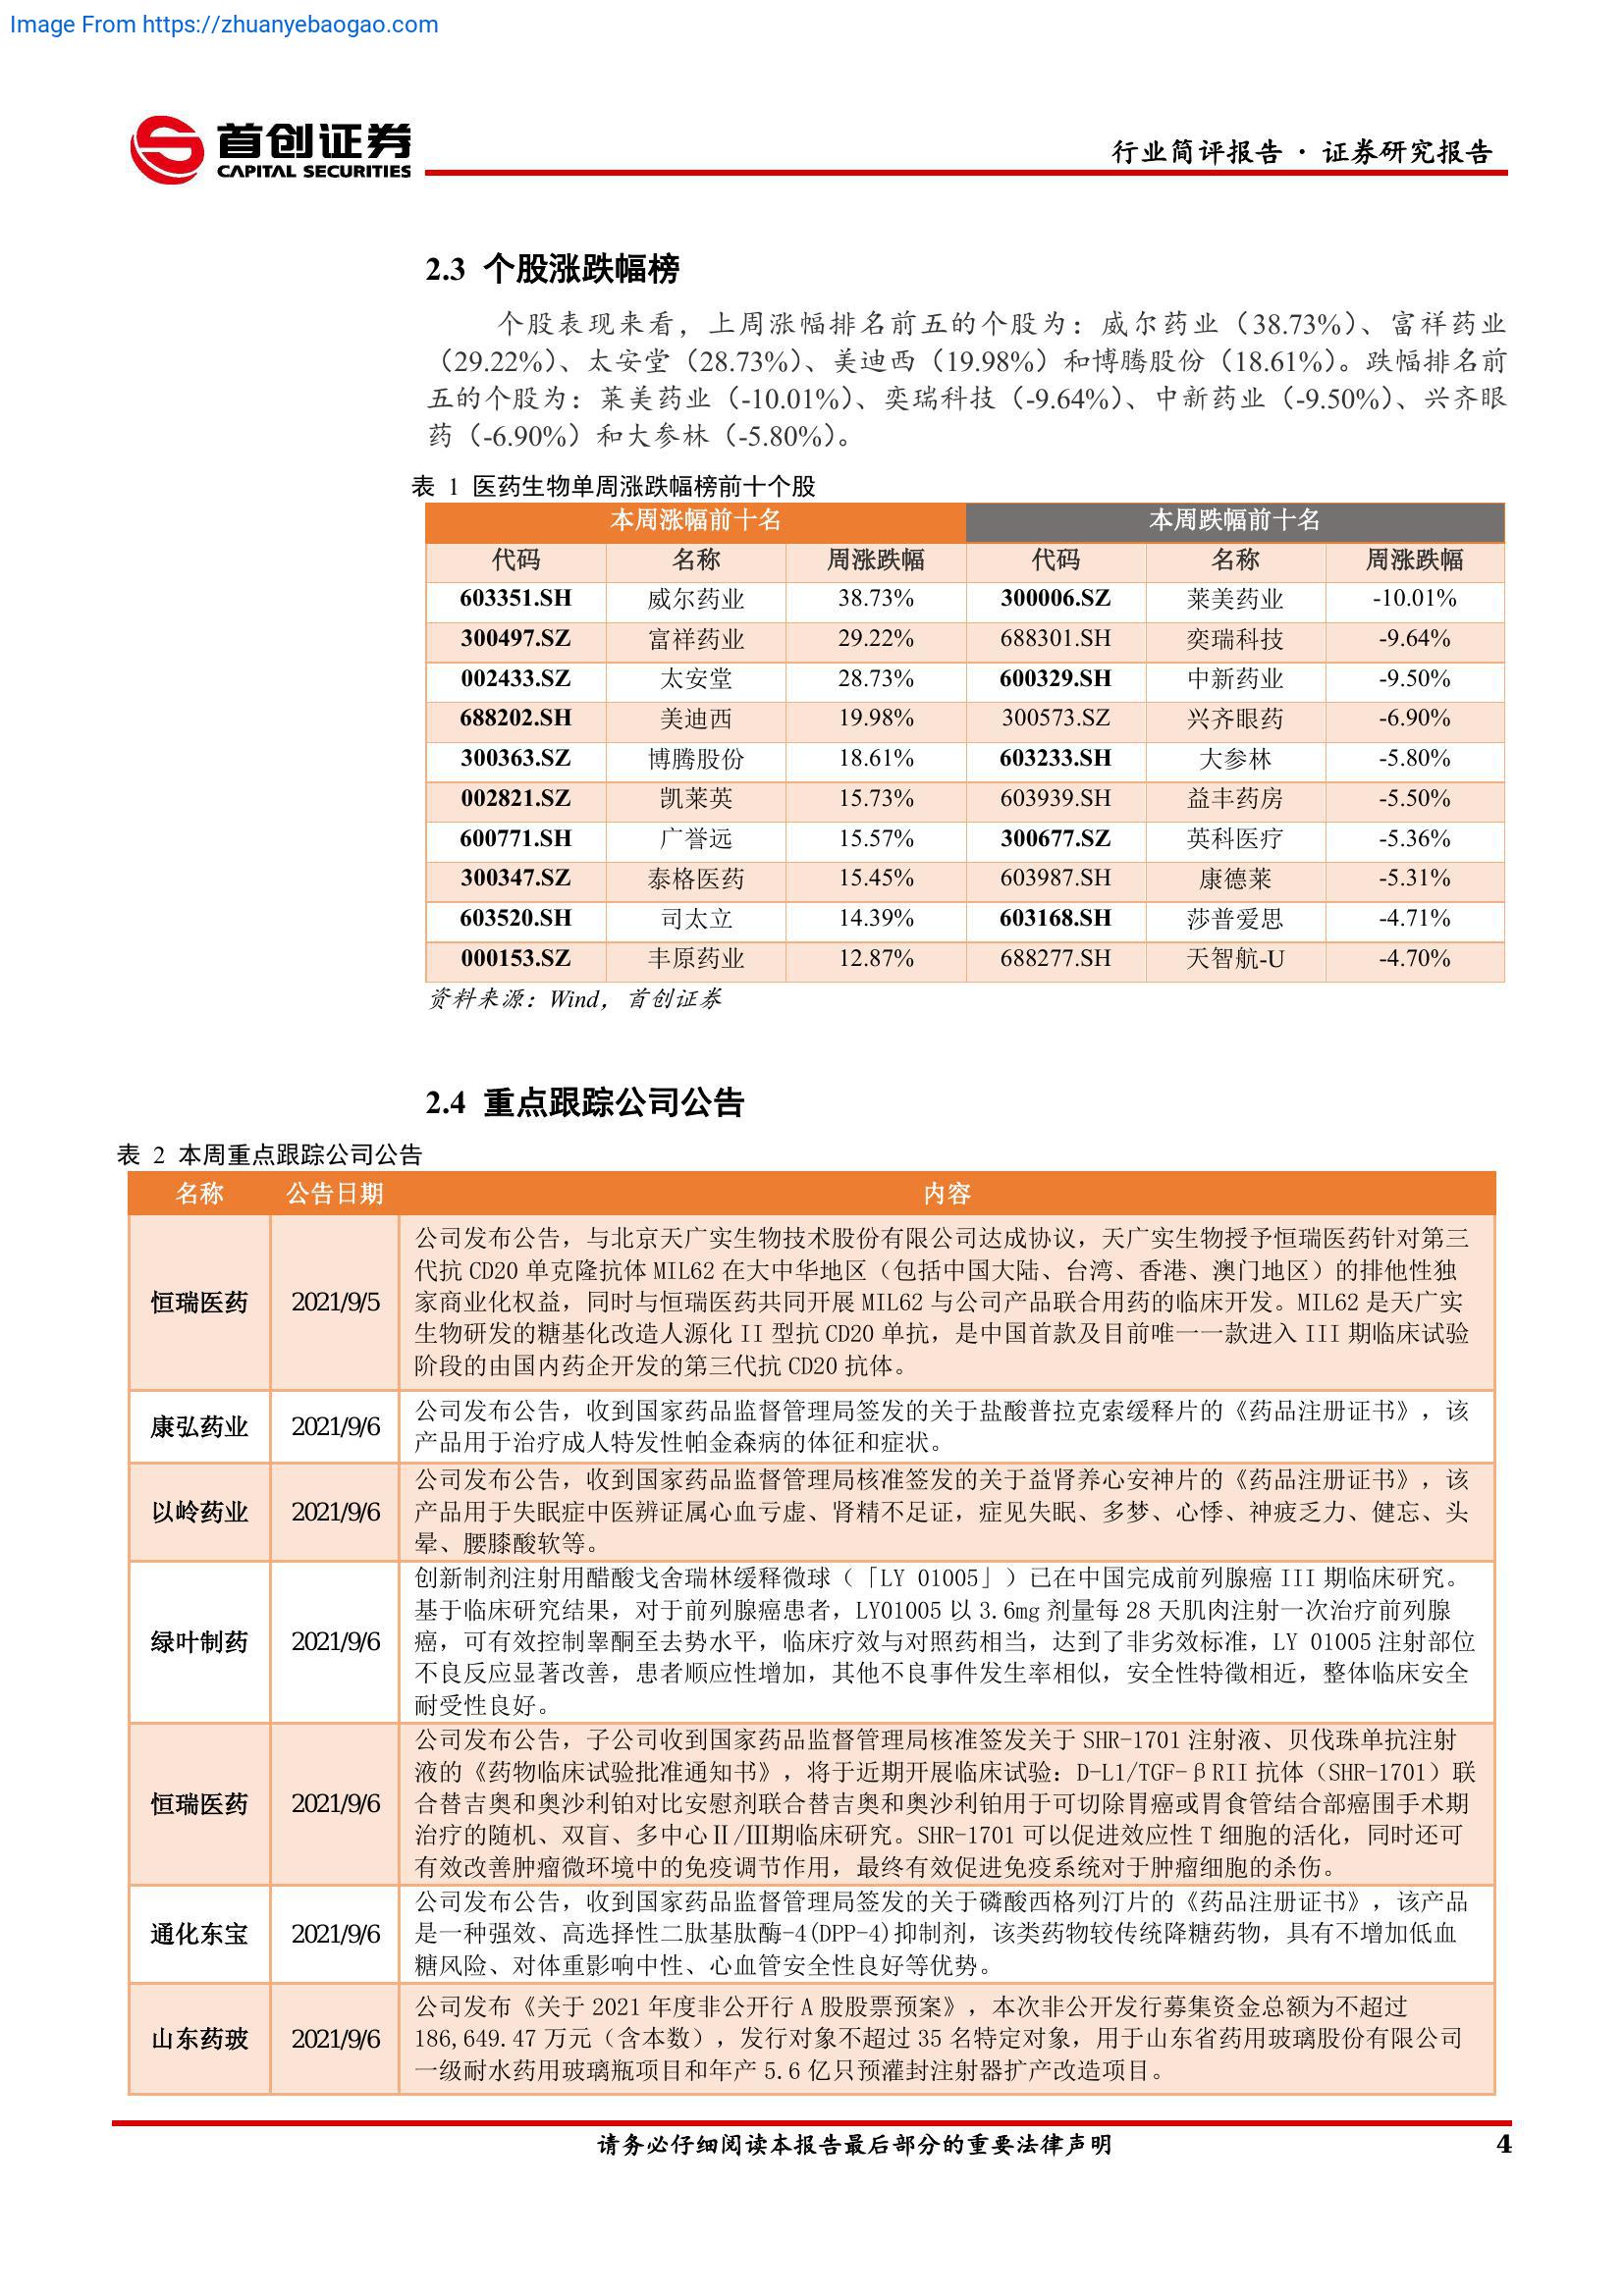 Image From https://zhuanyebaogao.com
首创证券
CAPITAL SECURITIES
行业简评报告 · 证券研究报告
2.3 个股涨跌幅榜
个股表现来看，上周涨幅排名前五的个股为：威尔药业（38.73%）、富祥药业
（29.22%）、太安堂（28.73%）、美迪西（19.98%）和博腾股份（18.61%）。跌幅排名前
五的个股为：莱美药业（-10.01%）、奕瑞科技（-9.64%）、中新药业（-9.50%）、兴齐眼
药（-6.90%）和大参林（-5.80%）。
表 1 医药生物单周涨跌幅榜前十个股
本周涨幅前十名 本周跌幅前十名
代码 名称 周涨跌幅 代码 名称 周涨跌幅
603351.SH 威尔药业 38.73% 300006.SZ 莱美药业 -10.01%
300497.SZ 富祥药业 29.22% 688301.SH 奕瑞科技 -9.64%
002433.SZ 太安堂 28.73% 600329.SH 中新药业 -9.50%
688202.SH 美迪西 19.98% 300573.SZ 兴齐眼药 -6.90%
300363.SZ 博腾股份 18.61% 603233.SH 大参林 -5.80%
002821.SZ 凯莱英 15.73% 603939.SH 益丰药房 -5.50%
600771.SH 广誉远 15.57% 300677.SZ 英科医疗 -5.36%
300347.SZ 泰格医药 15.45% 603987.SH 康德莱 -5.31%
603520.SH 司太立 14.39% 603168.SH 莎普爱思 -4.71%
000153.SZ 丰原药业 12.87% 688277.SH 天智航-U -4.70%
资料来源：Wind，首创证券
2.4 重点跟踪公司公告
表 2 本周重点跟踪公司公告
名称 公告日期 内容
公司发布公告，与北京天广实生物技术股份有限公司达成协议，天广实生物授予恒瑞医药针对第三
代抗 CD20 单克隆抗体 MIL62 在大中华地区（包括中国大陆、台湾、香港、澳门地区）的排他性独
恒瑞医药 2021/9/5 家商业化权益，同时与恒瑞医药共同开展 MIL62 与公司产品联合用药的临床开发。MIL62 是天广实
生物研发的糖基化改造人源化 II 型抗 CD20 单抗，是中国首款及目前唯一一款进入 III 期临床试验
阶段的由国内药企开发的第三代抗 CD20 抗体。
康弘药业 2021/9/6 公司发布公告，收到国家药品监督管理局签发的关于盐酸普拉克索缓释片的《药品注册证书》，该
产品用于治疗成人特发性帕金森病的体征和症状。
公司发布公告，收到国家药品监督管理局核准签发的关于益肾养心安神片的《药品注册证书》，该
以岭药业 2021/9/6 产品用于失眠症中医辨证属心血亏虚、肾精不足证，症见失眠、多梦、心悸、神疲乏力、健忘、头
晕、腰膝酸软等。
创新制剂注射用醋酸戈舍瑞林缓释微球（「LY 01005」）已在中国完成前列腺癌 III 期临床研究。
基于临床研究结果，对于前列腺癌患者，LY01005 以 3.6mg 剂量每 28 天肌肉注射一次治疗前列腺
绿叶制药 2021/9/6 癌，可有效控制睾酮至去势水平，临床疗效与对照药相当，达到了非劣效标准，LY 01005 注射部位
不良反应显著改善，患者顺应性增加，其他不良事件发生率相似，安全性特徵相近，整体临床安全
耐受性良好。
公司发布公告，子公司收到国家药品监督管理局核准签发关于 SHR-1701 注射液、贝伐珠单抗注射
液的《药物临床试验批准通知书》，将于近期开展临床试验：D-L1/TGF-βRII 抗体（SHR-1701）联
恒瑞医药 2021/9/6 合替吉奥和奥沙利铂对比安慰剂联合替吉奥和奥沙利铂用于可切除胃癌或胃食管结合部癌围手术期
治疗的随机、双盲、多中心Ⅱ/Ⅲ期临床研究。SHR-1701 可以促进效应性 T 细胞的活化，同时还可
有效改善肿瘤微环境中的免疫调节作用，最终有效促进免疫系统对于肿瘤细胞的杀伤。
公司发布公告，收到国家药品监督管理局签发的关于磷酸西格列汀片的《药品注册证书》，该产品
通化东宝 2021/9/6 是一种强效、高选择性二肽基肽酶-4(DPP-4)抑制剂，该类药物较传统降糖药物，具有不增加低血
糖风险、对体重影响中性、心血管安全性良好等优势。
公司发布《关于 2021 年度非公开行 A 股股票预案》，本次非公开发行募集资金总额为不超过
山东药玻 2021/9/6 186,649.47 万元（含本数），发行对象不超过 35 名特定对象，用于山东省药用玻璃股份有限公司
一级耐水药用玻璃瓶项目和年产 5.6 亿只预灌封注射器扩产改造项目。
请务必仔细阅读本报告最后部分的重要法律声明 4